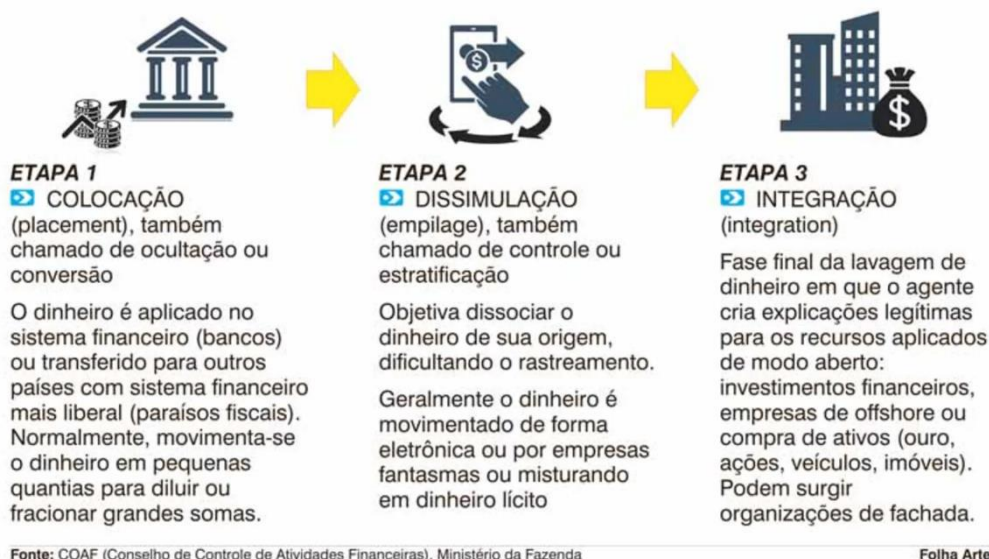 ETAPA 1
COLOCAÇÃO
(placement), também
chamado de ocultação ou
conversão
O dinheiro é aplicado no
sistema financeiro (bancos)
ou transferido para outros
países com sistema financeiro
mais liberal (paraísos fiscais).
Normalmente, movimenta-se
o dinheiro em pequenas
quantias para diluir ou
fracionar grandes somas.
ETAPA 2
DISSIMULAÇÃO
(empilage), também
chamado de controle ou
estratificação
Objetiva dissociar o
dinheiro de sua origem,
dificultando o rastreamento.
Geralmente o dinheiro é
movimentado de forma
eletrônica ou por empresas
fantasmas ou misturando
em dinheiro lícito
ETAPA 3
INTEGRAÇÃO
(integration)
Fase final da lavagem de
dinheiro em que o agente
cria explicações legítimas
para os recursos aplicados
de modo aberto:
investimentos financeiros,
empresas de offshore ou
compra de ativos (ouro,
ações, veículos, imóveis).
Podem surgir
organizações de fachada.
Fonte: COAF (Conselho de Controle de Atividades Financeiras), Ministério da Fazenda
Folha Arte